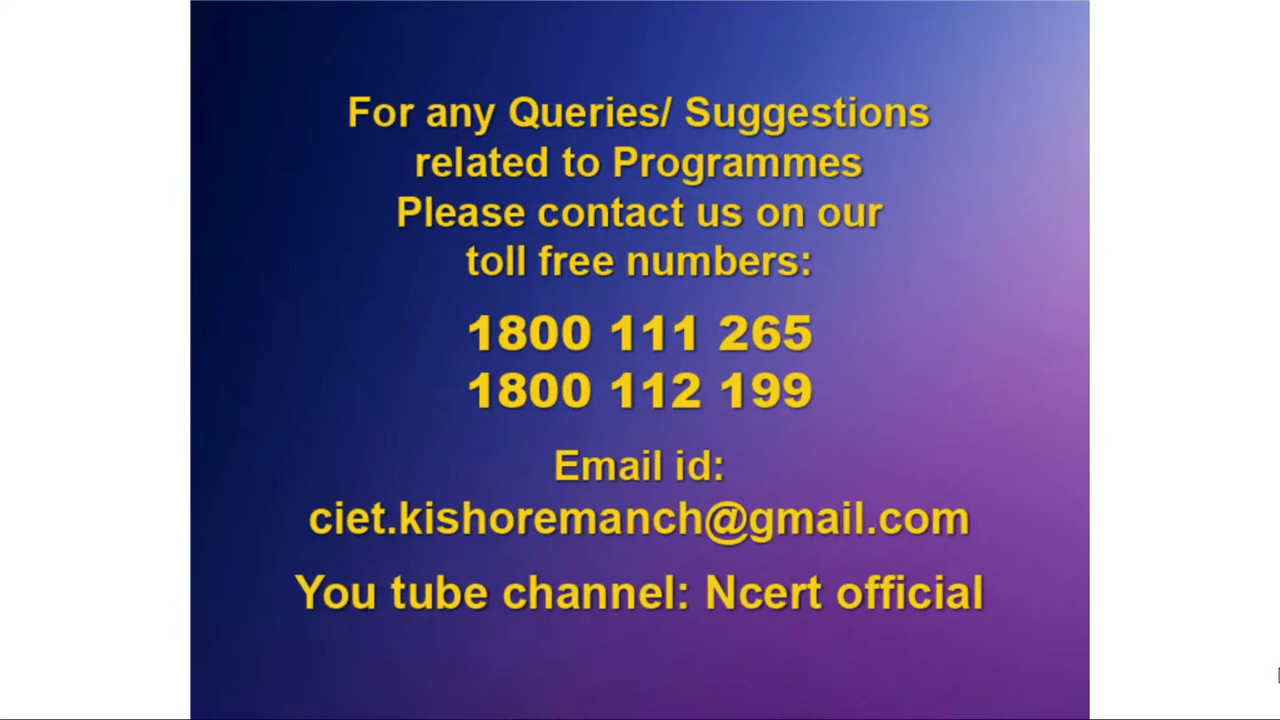 For any Queries/ Suggestions
related to Programmes
Please contact us on our
toll free numbers:
1800 111 265
1800 112 199
Email id:
ciet.kishoremanch@gmail.com
You tube channel: Ncert official